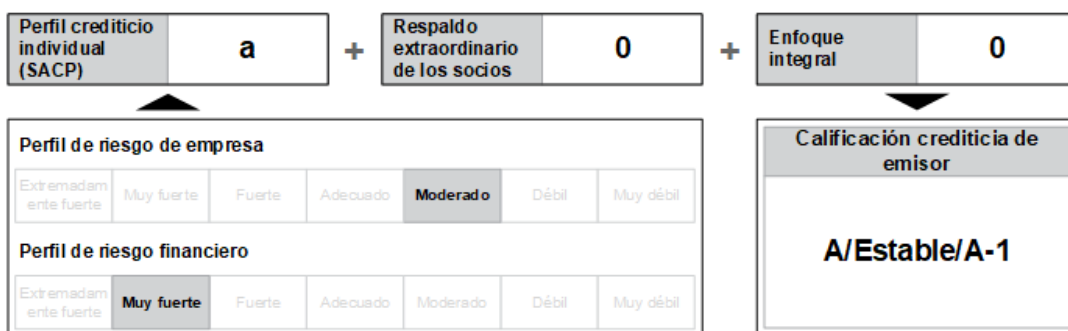 Perfil crediticio
individual
(SACP)
a
+
Respaldo
extraordinario
de los socios
0
+
Enfoque
integral
0
Perfil de riesgo de empresa
Extremadam
ente fuerte
Muy fuerte
Fuerte
Adecuado
Moderado
Débil
Muy débil
Perfil de riesgo financiero
Extremadam
ente fuerte
Muy fuerte
Fuerte
Adecuado
Moderado
Débil
Muy débil
Calificación crediticia de
emisor
A/Estable/A-1